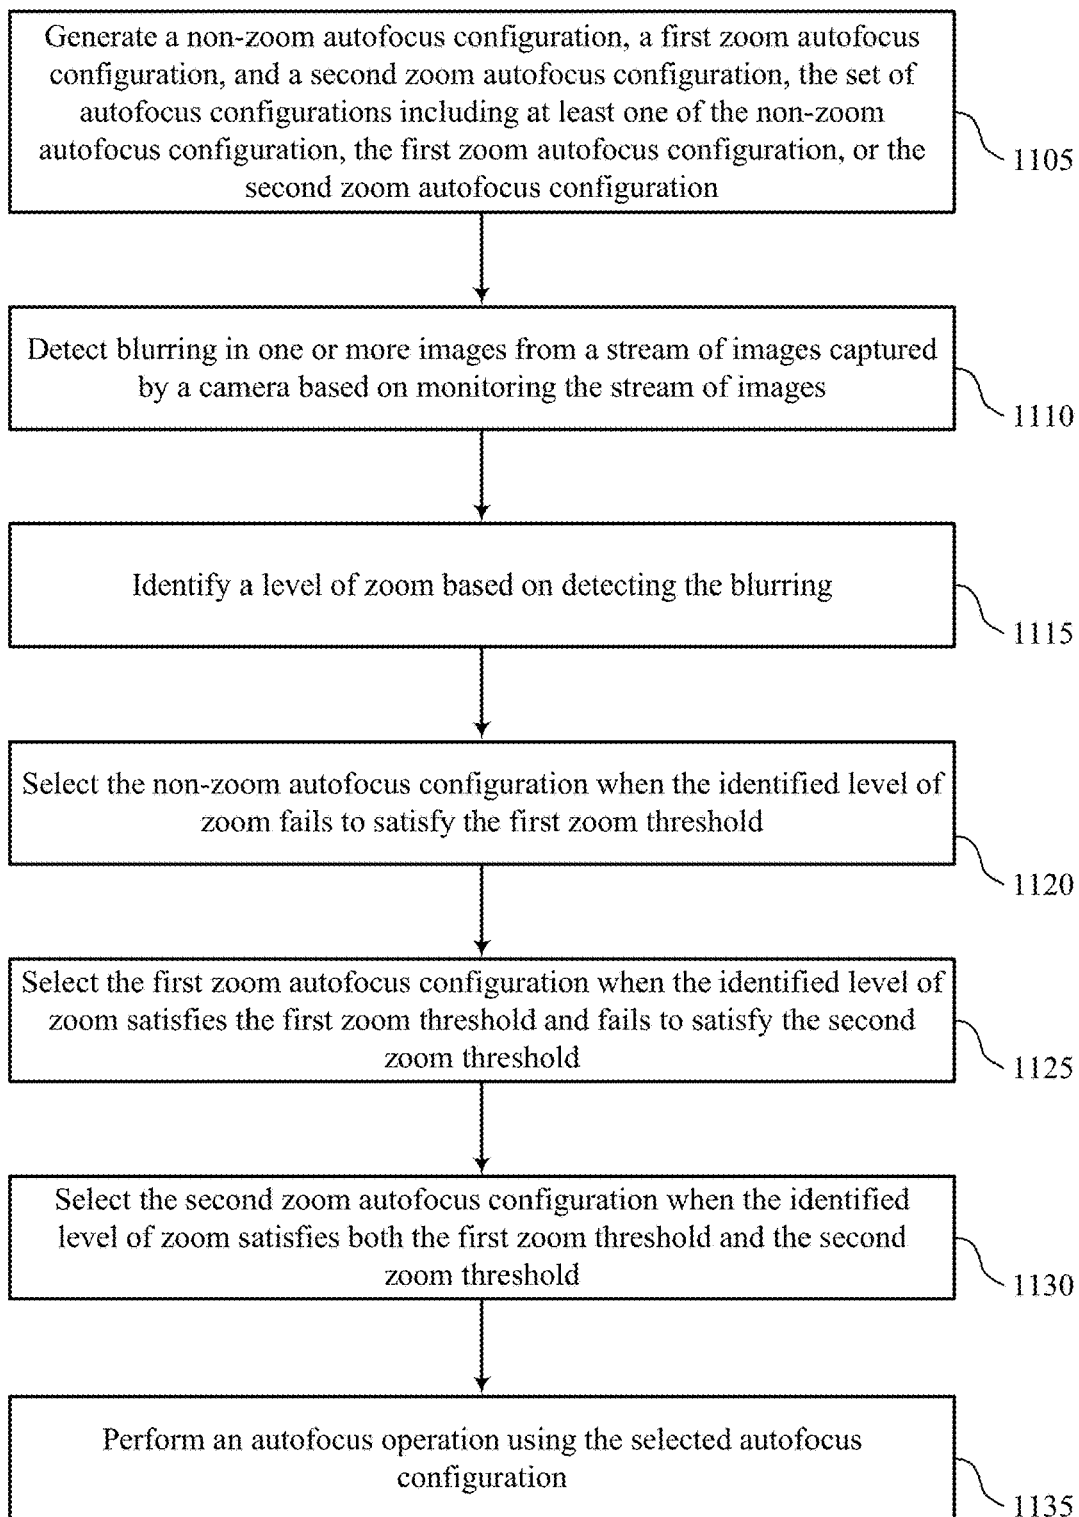 Generate a non-zoom autofocus configuration, a first zoom autofocus
configuration, and a second zoom autofocus configuration, the set of
autofocus configurations including at least one of the non-zoom
autofocus configuration, the first zoom autofocus configuration, or the
second zoom autofocus configuration
1105
Detect blurring in one or more images from a stream of images captured
by a camera based on monitoring the stream of images
1110
Identify a level of zoom based on detecting the blurring
1115
Select the non-zoom autofocus configuration when the identified level of
zoom fails to satisfy the first zoom threshold
1120
Select the first zoom autofocus configuration when the identified level of
zoom satisfies the first zoom threshold and fails to satisfy the second
zoom threshold
1125
Select the second zoom autofocus configuration when the identified
level of zoom satisfies both the first zoom threshold and the second
zoom threshold
1130
Perform an autofocus operation using the selected autofocus
configuration
1135